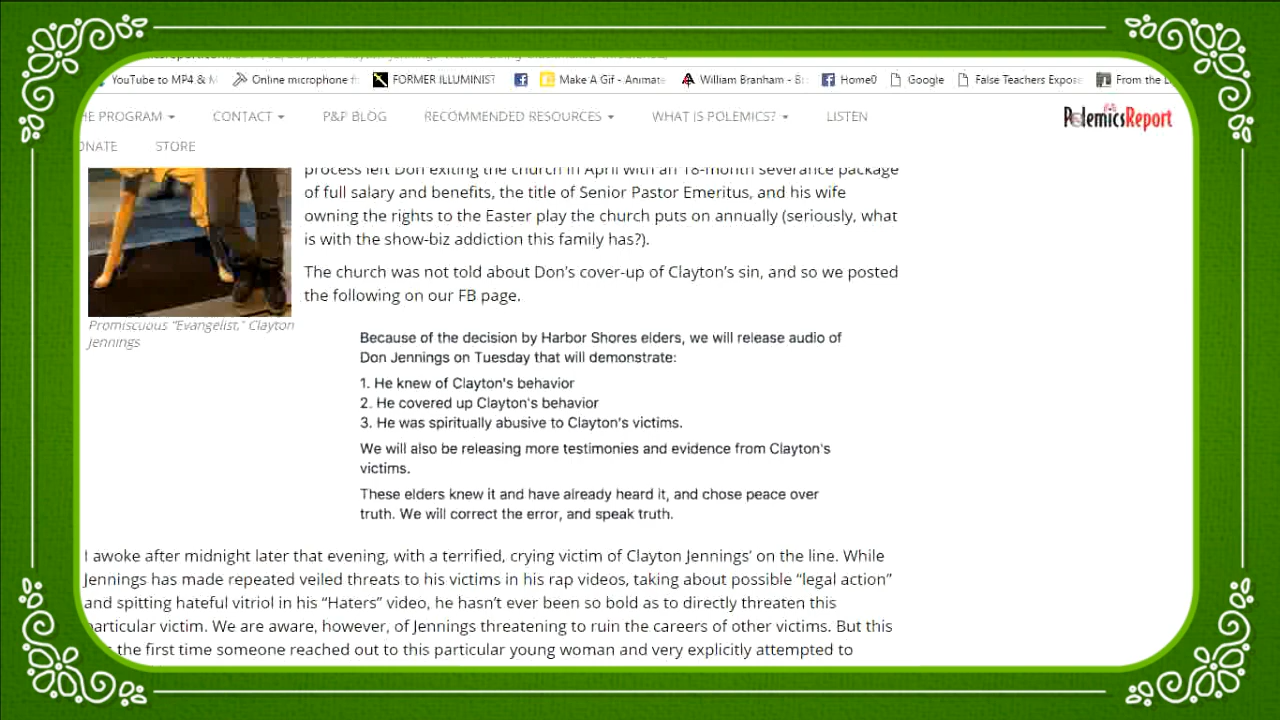 YouTube to MP4 & M
Online microphone f
FORMER ILLUMINIST
Make A Gif - Animate
William Branham - B
Home0
Google
False Teachers Expos
From the
HE PROGRAM
CONTACT
P&P BLOG
RECOMMENDED RESOURCES
WHAT IS POLEMICS?
LISTEN
PolemicsReport
ONATE
STORE
process left Don exiting the church in April with an 18-month severance package
of full salary and benefits, the title of Senior Pastor Emeritus, and his wife
owning the rights to the Easter play the church puts on annually (seriously, what
is with the show-biz addiction this family has?).
The church was not told about Don's cover-up of Clayton's sin, and so we posted
the following on our FB page.
Promiscuous "Evangelist," Clayton
Jennings
Because of the decision by Harbor Shores elders, we will release audio of
Don Jennings on Tuesday that will demonstrate:
1. He knew of Clayton's behavior
2. He covered up Clayton's behavior
3. He was spiritually abusive to Clayton's victims.
We will also be releasing more testimonies and evidence from Clayton's
victims.
These elders knew it and have already heard it, and chose peace over
truth. We will correct the error, and speak truth.
I awoke after midnight later that evening, with a terrified, crying victim of Clayton Jennings' on the line. While
Jennings has made repeated veiled threats to his victims in his rap videos, taking about possible "legal action"
and spitting hateful vitriol in his "Haters" video, he hasn't ever been so bold as to directly threaten this
particular victim. We are aware, however, of Jennings threatening to ruin the careers of other victims. But this
the first time someone reached out to this particular young woman and very explicitly attempted to